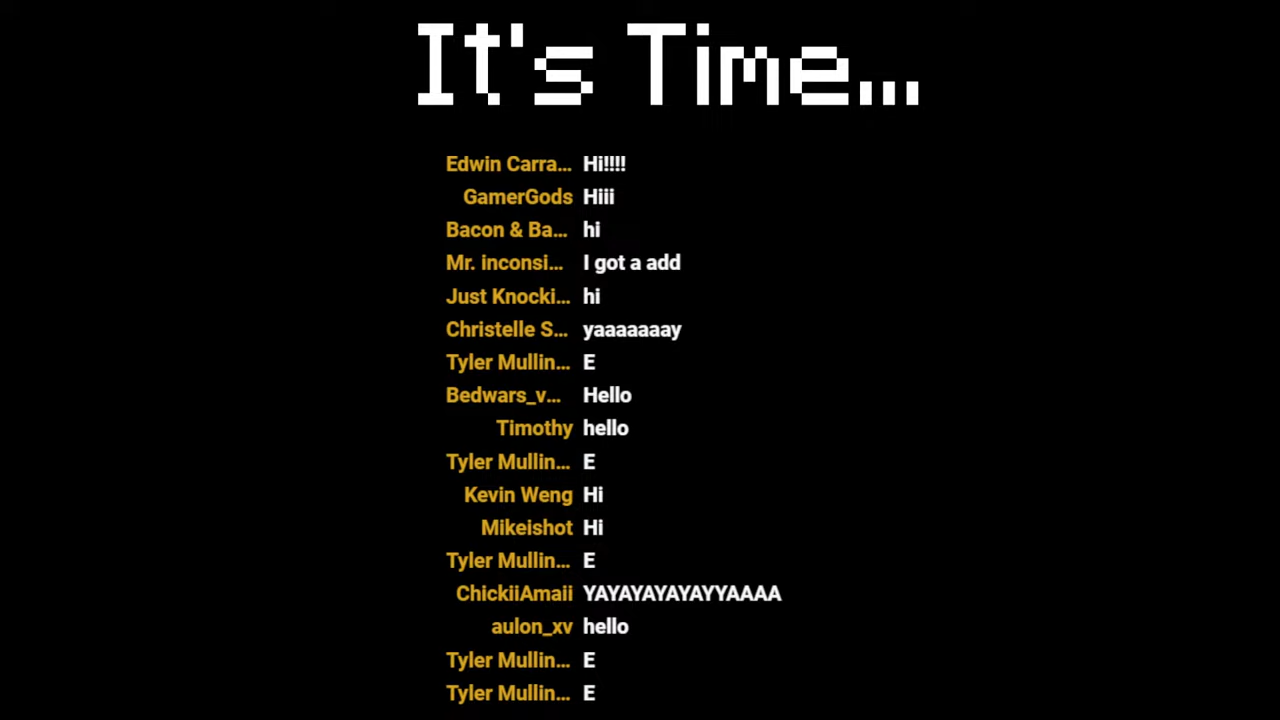 It's Time...
Edwin Carra... Hi!!!!
GamerGods Hiii
Bacon & Ba... hi
Mr. inconsi... I got a add
Just Knocki... hi
Christelle S... yaaaaaaay
Tyler Mullin... E
Bedwars_v... Hello
Timothy hello
Tyler Mullin... E
Kevin Weng Hi
Mikeishot Hi
Tyler Mullin... E
ChickiiAmaii YAYAYAYAYAYYAAAA
aulon_xv hello
Tyler Mullin... E
Tyler Mullin... E